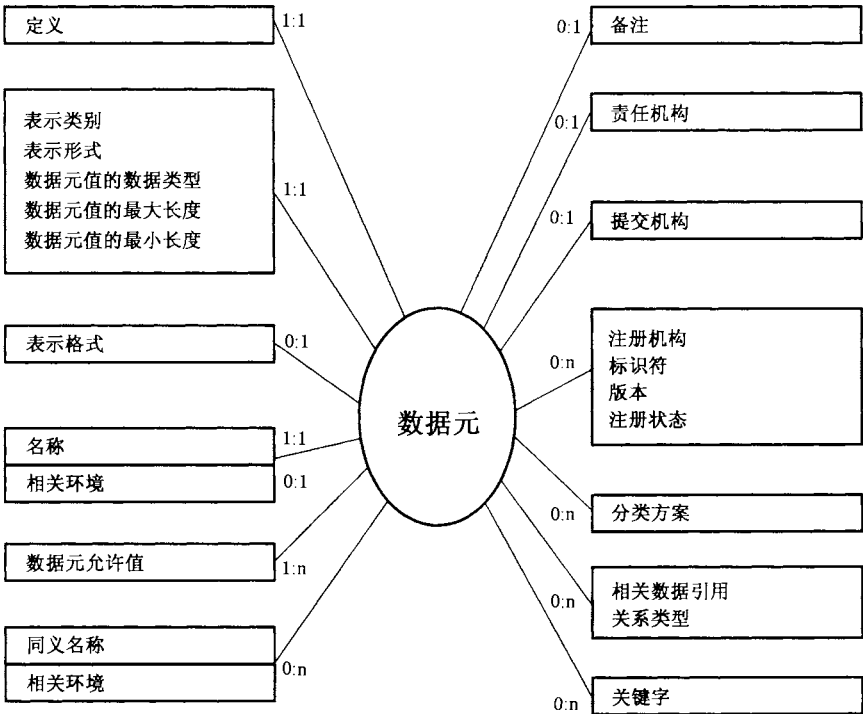 定义
1:1
表示类别
表示形式
数据元值的数据类型
数据元值的最大长度
数据元值的最小长度
1:1
表示格式
0:1
名称
1:1
相关环境
0:1
数据元允许值
1:n
同义名称
相关环境
0:n
数据元
0:1
备注
0:1
责任机构
0:1
提交机构
0:n
注册机构
标识符
版本
注册状态
0:n
分类方案
0:n
相关数据引用
关系类型
0:n
关键字